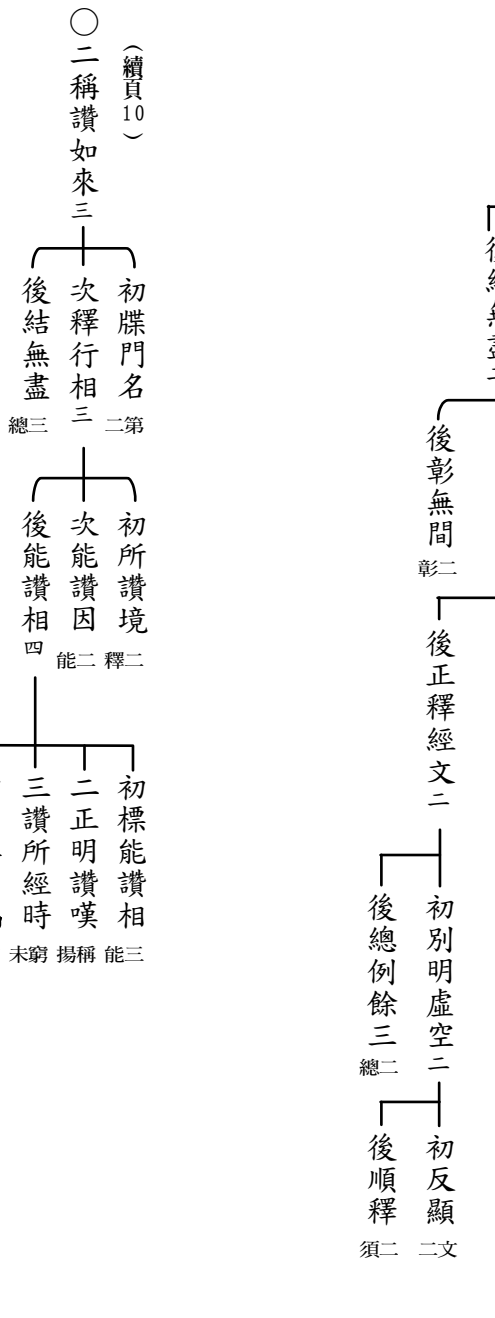 後彰無間 二彰
後正釋經文二
初別明虛空二
後總例餘三 二總
初反顯 文二
後順釋 二須
(續頁10)
○二稱讚如來三
初牒門名 第二
次釋行相三
後結無盡 三總
初所讚境 二釋
次能讚因 二能
後能讚相四
初標能讚相 三能
二正明讚嘆 稱揚
三讚所經時 窮未